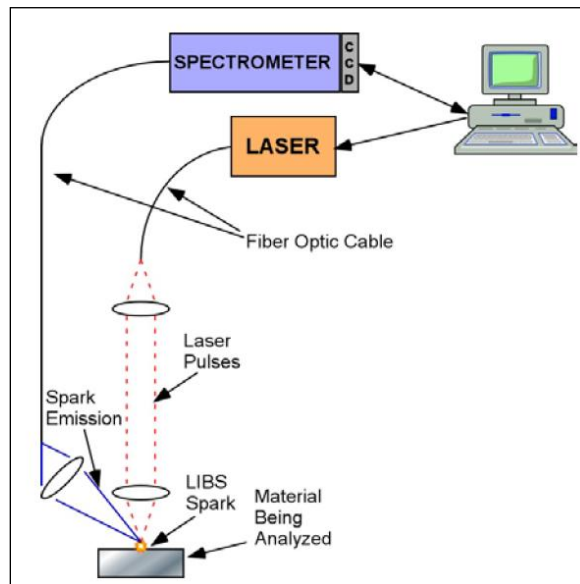 SPECTROMETER
C
C
D
LASER
Fiber Optic Cable
Laser
Pulses
Spark
Emission
LIBS
Spark
Material
Being
Analyzed